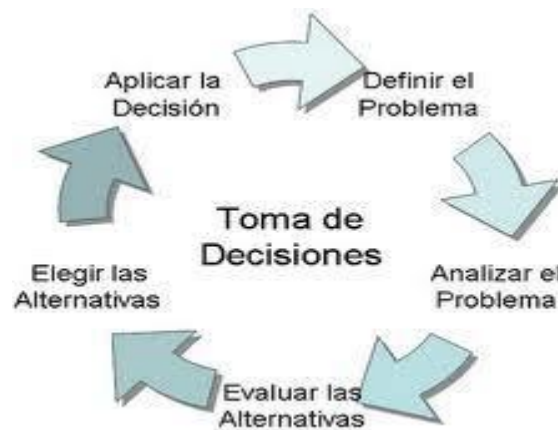 Aplicar la
Decisión
Definir el
Problema
Toma de
Decisiones
Analizar el
Problema
Evaluar las
Alternativas
Elegir las
Alternativas